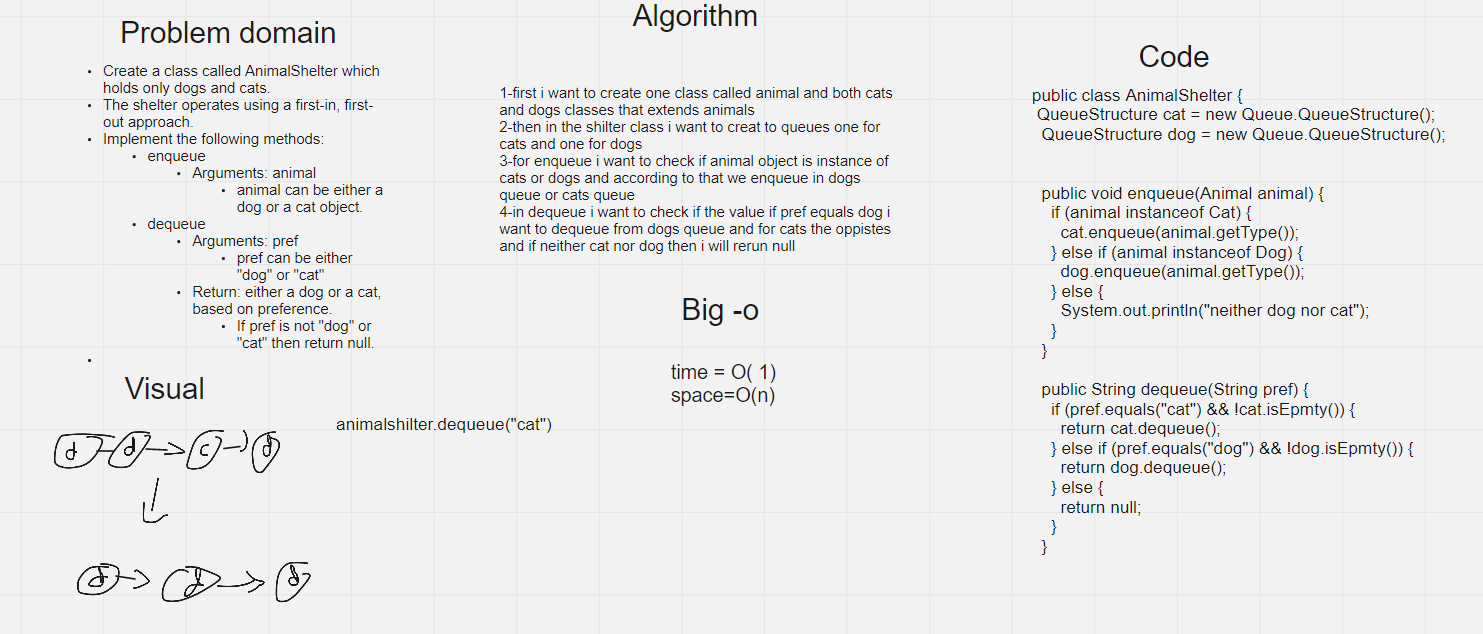 Problem domain
Create a class called AnimalShelter which
holds only dogs and cats.
The shelter operates using a first-in, first-
out approach.
Implement the following methods:
enqueue
Arguments: animal
animal can be either a
dog or a cat object.
dequeue
Arguments: pref
pref can be either
"dog" or "cat"
Return: either a dog or a cat,
based on preference.
If pref is not "dog" or
"cat" then return null.
Visual
animalshilter.dequeue("cat")
d d c d
d d d
Algorithm
1-first i want to create one class called animal and both cats
and dogs classes that extends animals
2-then in the shilter class i want to creat to queues one for
cats and one for dogs
3-for enqueue i want to check if animal object is instance of
cats or dogs and according to that we enqueue in dogs
queue or cats queue
4-in dequeue i want to check if the value if pref equals dog i
want to dequeue from dogs queue and for cats the oppistes
and if neither cat nor dog then i will rerun null
Big -o
time = O( 1)
space=O(n)
Code
public class AnimalShelter {
QueueStructure cat = new Queue.QueueStructure();
QueueStructure dog = new Queue.QueueStructure();
public void enqueue(Animal animal) {
if (animal instanceof Cat) {
cat.enqueue(animal.getType());
} else if (animal instanceof Dog) {
dog.enqueue(animal.getType());
} else {
System.out.println("neither dog nor cat");
}
}
public String dequeue(String pref) {
if (pref.equals("cat") && !cat.isEpmty()) {
return cat.dequeue();
} else if (pref.equals("dog") && !dog.isEpmty()) {
return dog.dequeue();
} else {
return null;
}
}